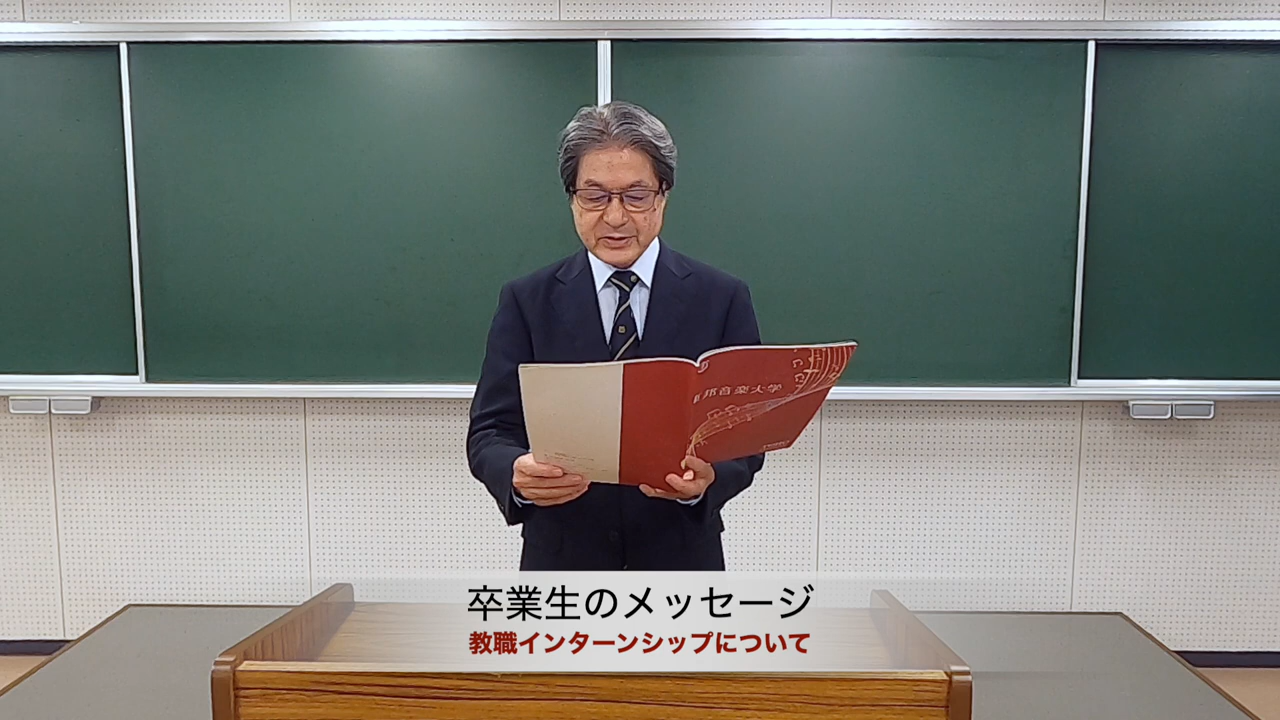 邦音楽大学
卒業生のメッセージ
教職インターンシップについて